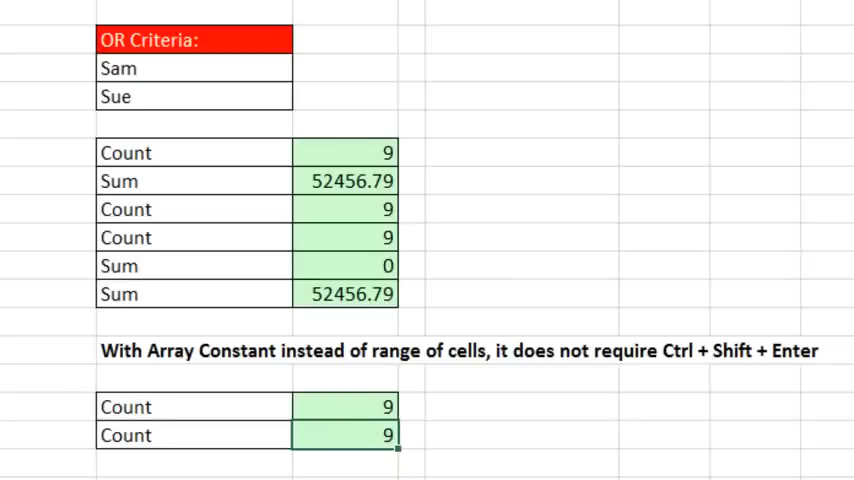 OR Criteria:
Sam
Sue
Count 9
Sum 52456.79
Count 9
Count 9
Sum 0
Sum 52456.79
With Array Constant instead of range of cells, it does not require Ctrl + Shift + Enter
Count 9
Count 9